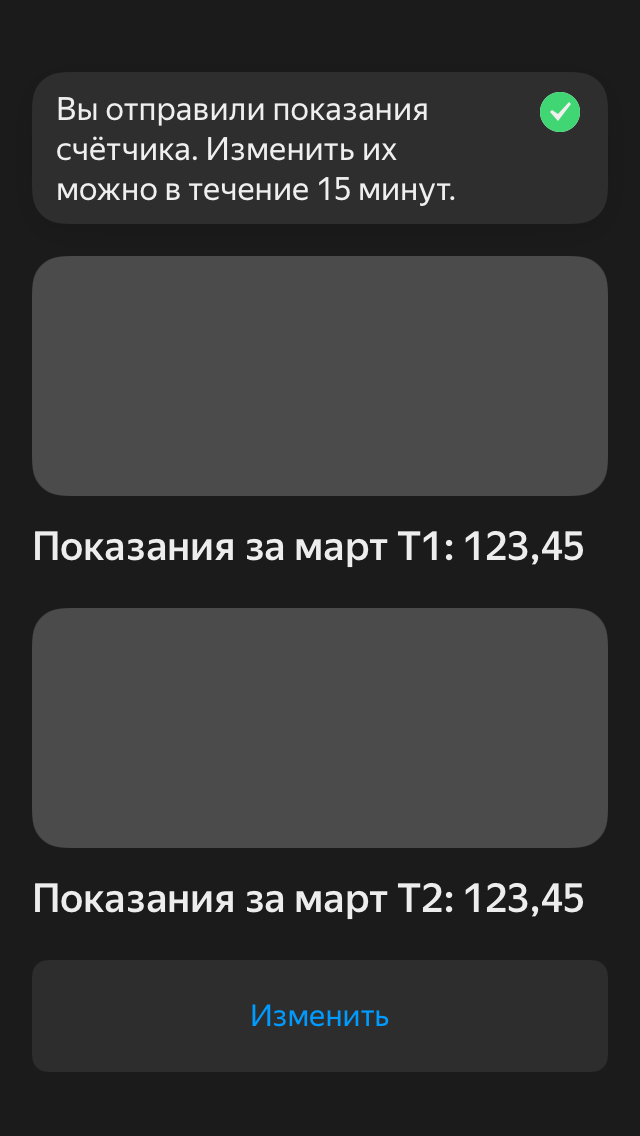 Вы отправили показания
счётчика. Изменить их
можно в течение 15 минут.
Показания за март Т1: 123,45
Показания за март Т2: 123,45
Изменить